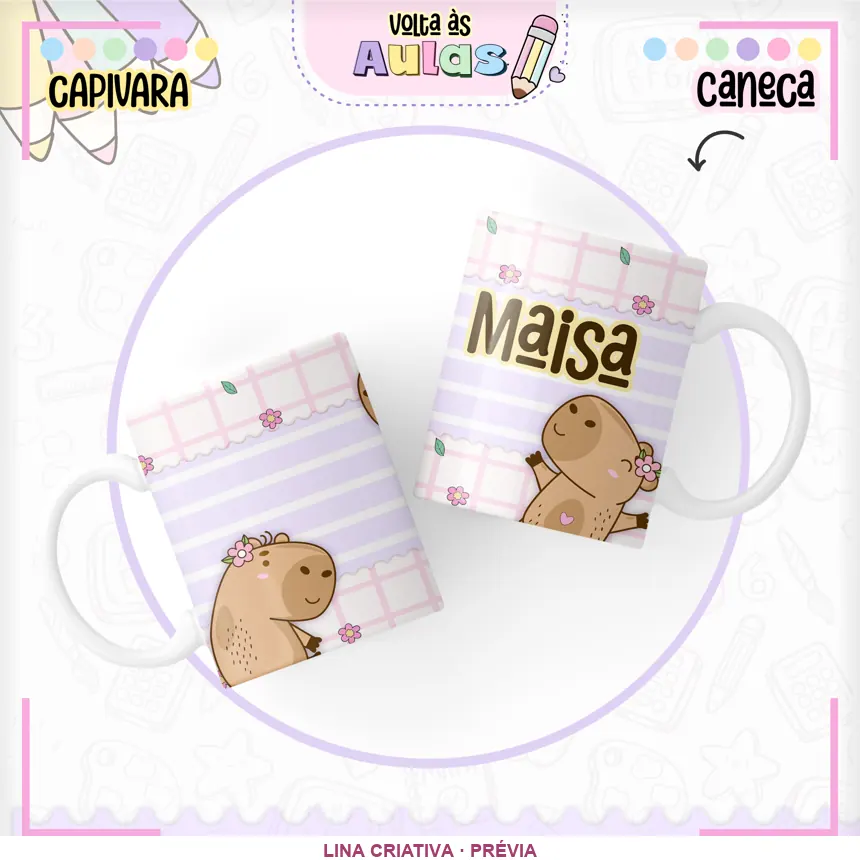 VOLTA ÀS
AULAS
CAPIVARA
CANECA
Maisa
LINA CRIATIVA · PRÉVIA